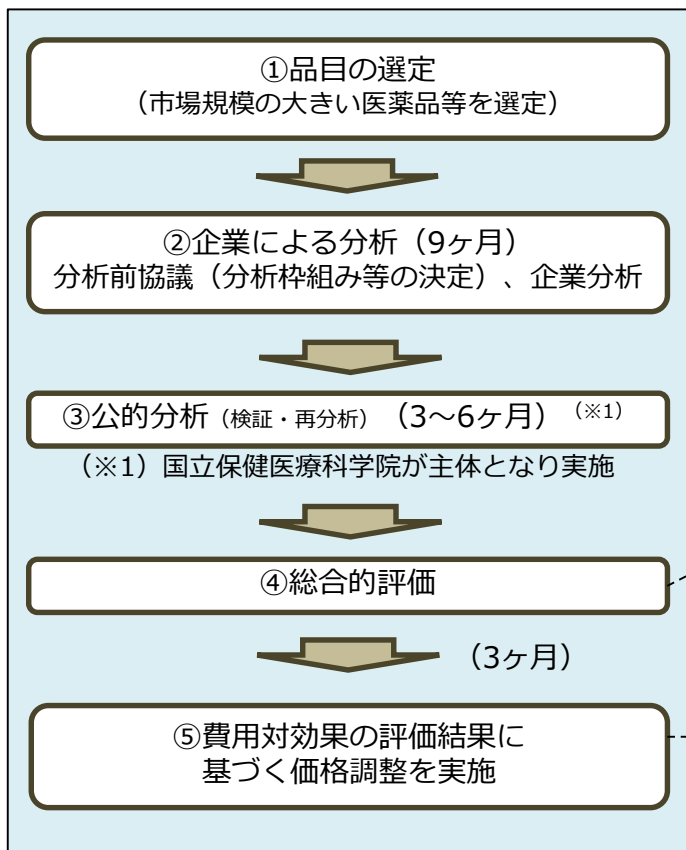 ①品目の選定
（市場規模の大きい医薬品等を選定）
②企業による分析（9ヶ月）
分析前協議（分析枠組み等の決定）、企業分析
③公的分析（検証・再分析）（3～6ヶ月）（※1）
（※1）国立保健医療科学院が主体となり実施
④総合的評価
（3ヶ月）
⑤費用対効果の評価結果に
基づく価格調整を実施